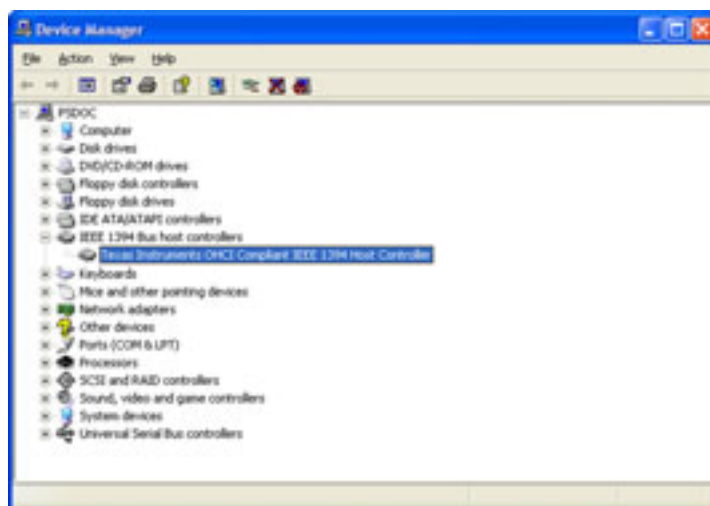 Device Manager
File Action View Help
PSDOC
Computer
Disk drives
DVD/CD-ROM drives
Floppy disk controllers
Floppy disk drives
IDE ATA/ATAPI controllers
IEEE 1394 Bus host controllers
Texas Instruments OHCI Compliant IEEE 1394 Host Controller
Keyboards
Mice and other pointing devices
Network adapters
Other devices
Ports (COM & LPT)
Processors
SCSI and RAID controllers
Sound, video and game controllers
System devices
Universal Serial Bus controllers